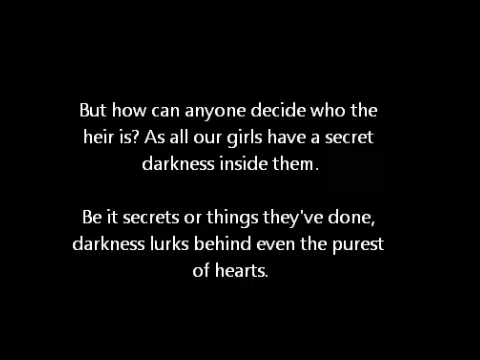 But how can anyone decide who the
heir is? As all our girls have a secret
darkness inside them.
Be it secrets or things they've done,
darkness lurks behind even the purest
of hearts.